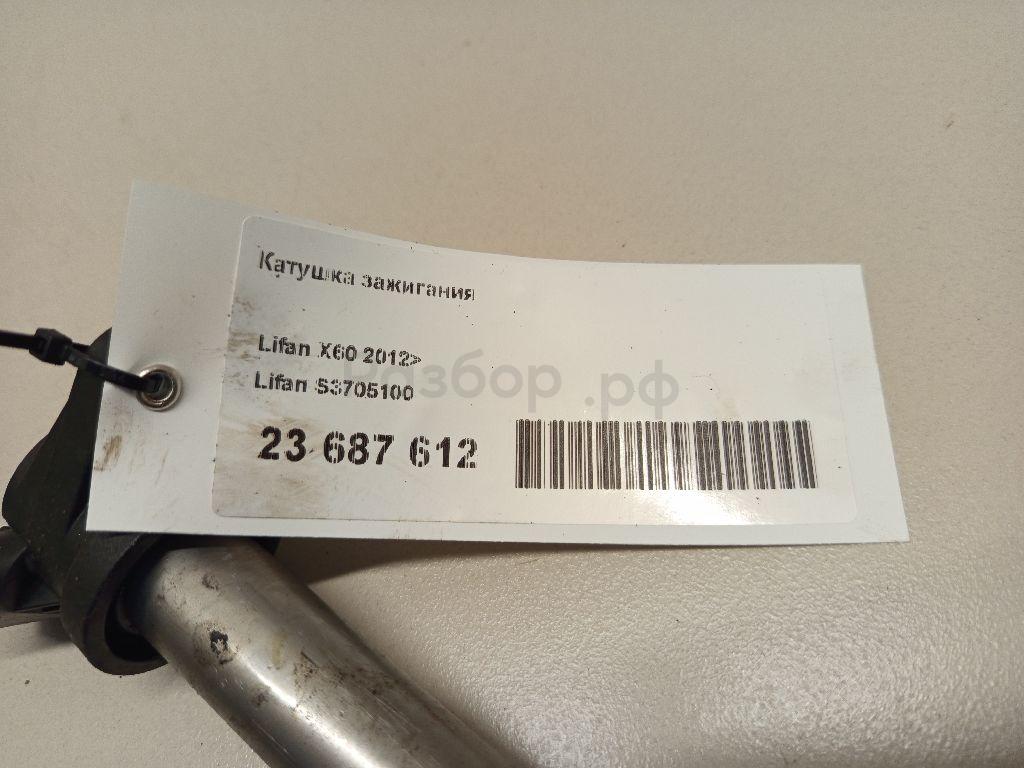 Катушка зажигания
Lifan X60 2012>
Lifan S3705100
Разбор.рф
23 687 612